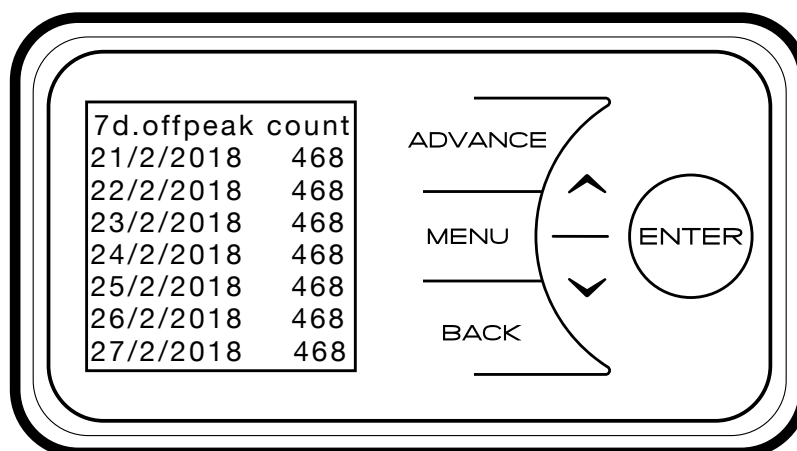 7d.offpeak count
21/2/2018 468
22/2/2018 468
23/2/2018 468
24/2/2018 468
25/2/2018 468
26/2/2018 468
27/2/2018 468
ADVANCE
MENU
BACK
ENTER